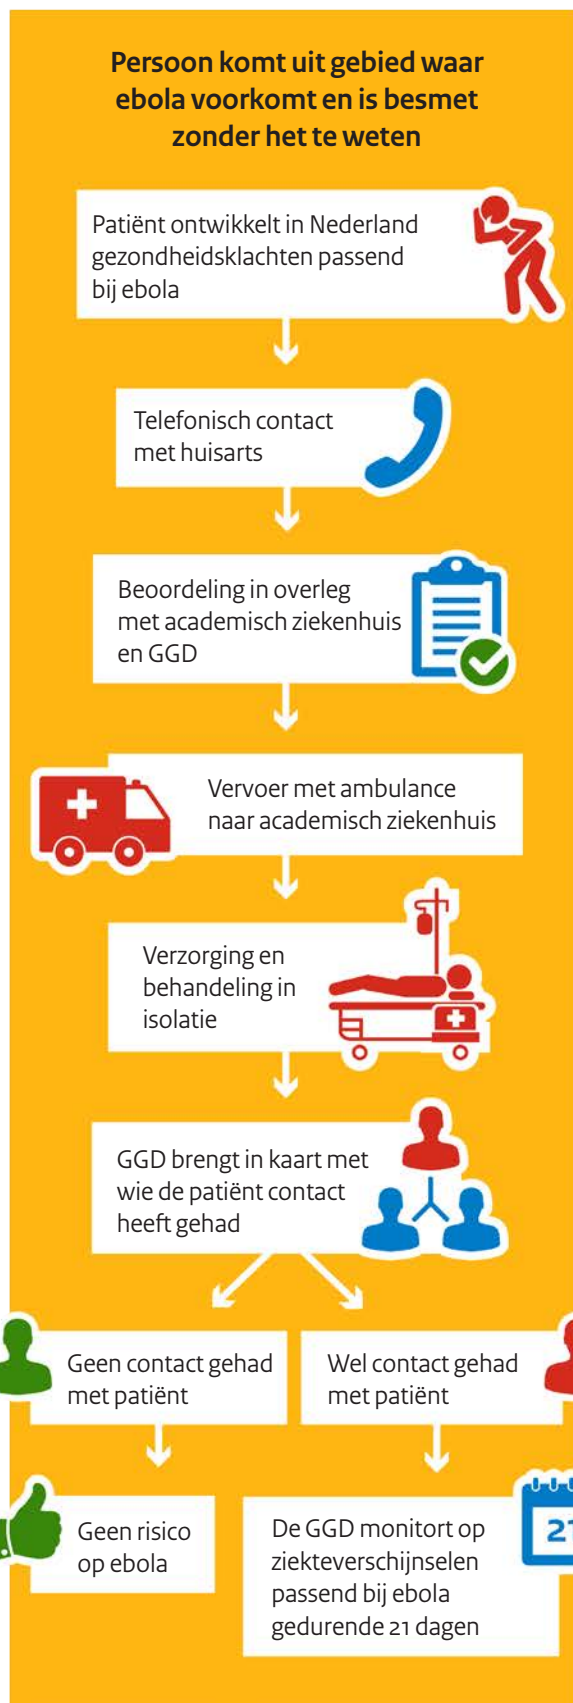 Persoon komt uit gebied waar
ebola voorkomt en is besmet
zonder het te weten
Patiënt ontwikkelt in Nederland
gezondheidsklachten passend
bij ebola
Telefonisch contact
met huisarts
Beoordeling in overleg
met academisch ziekenhuis
en GGD
Vervoer met ambulance
naar academisch ziekenhuis
Verzorging en
behandeling in
isolatie
GGD brengt in kaart met
wie de patiënt contact
heeft gehad
Geen contact gehad
met patiënt
Wel contact gehad
met patiënt
Geen risico
op ebola
De GGD monitort op
ziekteverschijnselen
passend bij ebola
gedurende 21 dagen
21